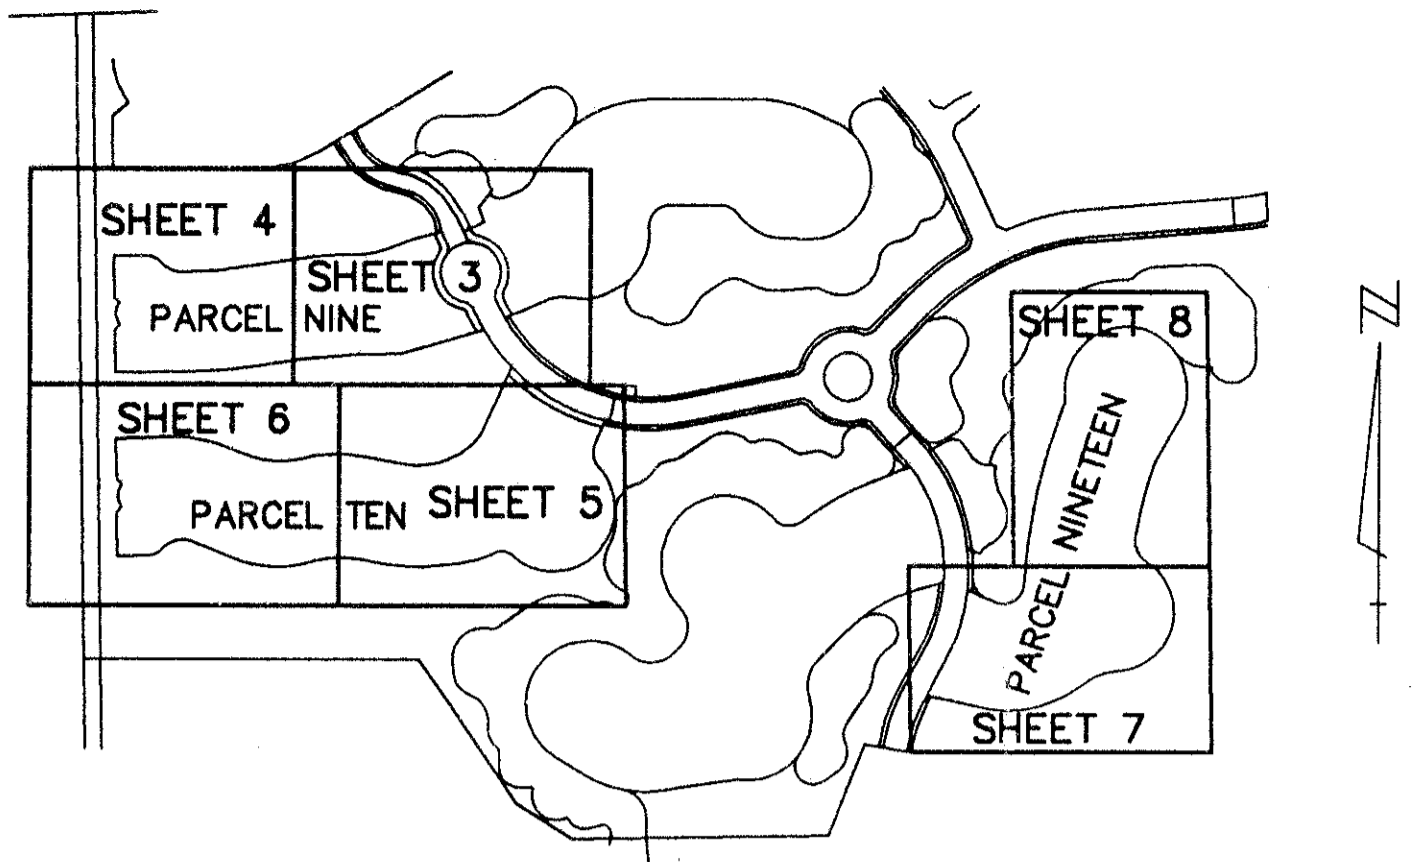 SHEET 4
SHEET 3
PARCEL NINE
SHEET 6
PARCEL TEN
SHEET 5
SHEET 8
PARCEL NINETEEN
SHEET 7
N